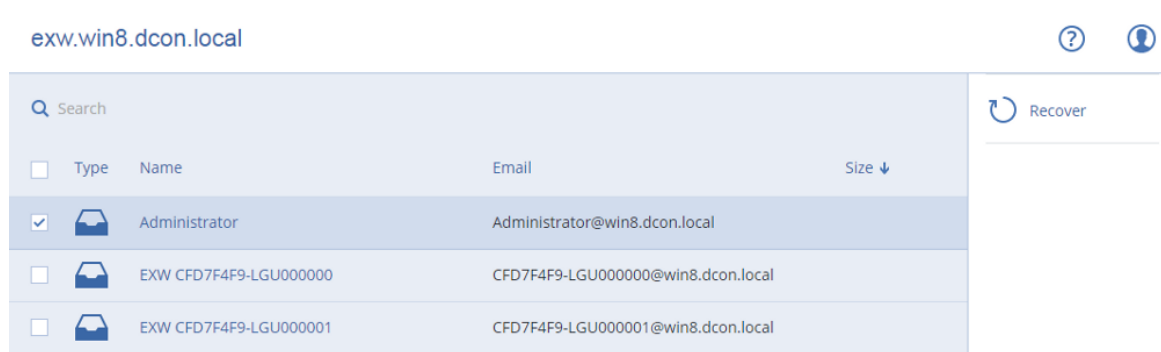 exw.win8.dcon.local
?
Search
Recover
Type Name Email Size
Administrator Administrator@win8.dcon.local
EXW CFD7F4F9-LGU000000 CFD7F4F9-LGU000000@win8.dcon.local
EXW CFD7F4F9-LGU000001 CFD7F4F9-LGU000001@win8.dcon.local